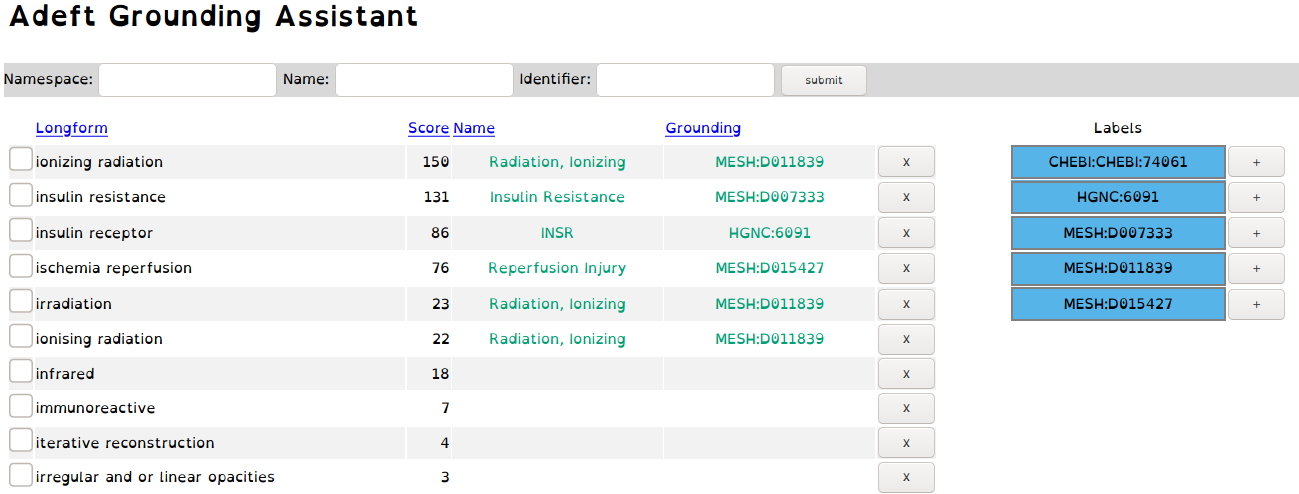 Adeft Grounding Assistant
Namespace: Name: Identifier: submit
Longform Score Name Grounding Labels
ionizing radiation 150 Radiation, Ionizing MESH:D011839 X CHEBI:CHEBI:74061 +
insulin resistance 131 Insulin Resistance MESH:D007333 X HGNC:6091 +
insulin receptor 86 INSR HGNC:6091 X MESH:D007333 +
ischemia reperfusion 76 Reperfusion Injury MESH:D015427 X MESH:D011839 +
irradiation 23 Radiation, Ionizing MESH:D011839 X MESH:D015427 +
ionising radiation 22 Radiation, Ionizing MESH:D011839 X
infrared 18 X
immunoreactive 7 X
iterative reconstruction 4 X
irregular and or linear opacities 3 X